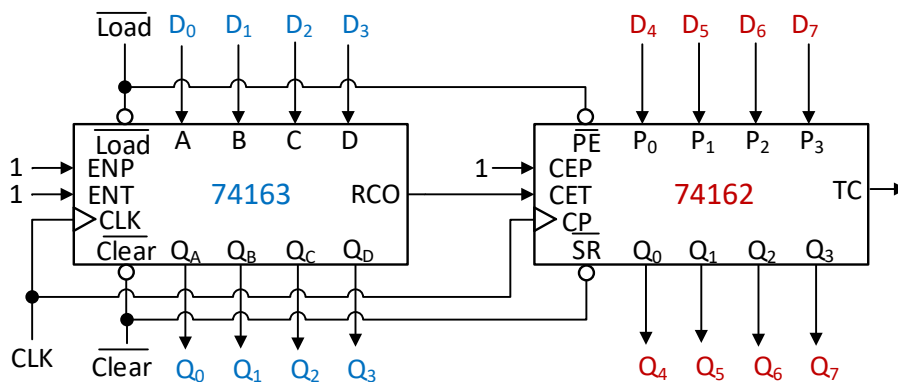 Load D0 D1 D2 D3 D4 D5 D6 D7
Load A B C D PE P0 P1 P2 P3
1 ENP 1 CEP
1 ENT 74163 RCO CET 74162 TC
CLK CP
Clear QA QB QC QD SR Q0 Q1 Q2 Q3
CLK Clear Q0 Q1 Q2 Q3 Q4 Q5 Q6 Q7